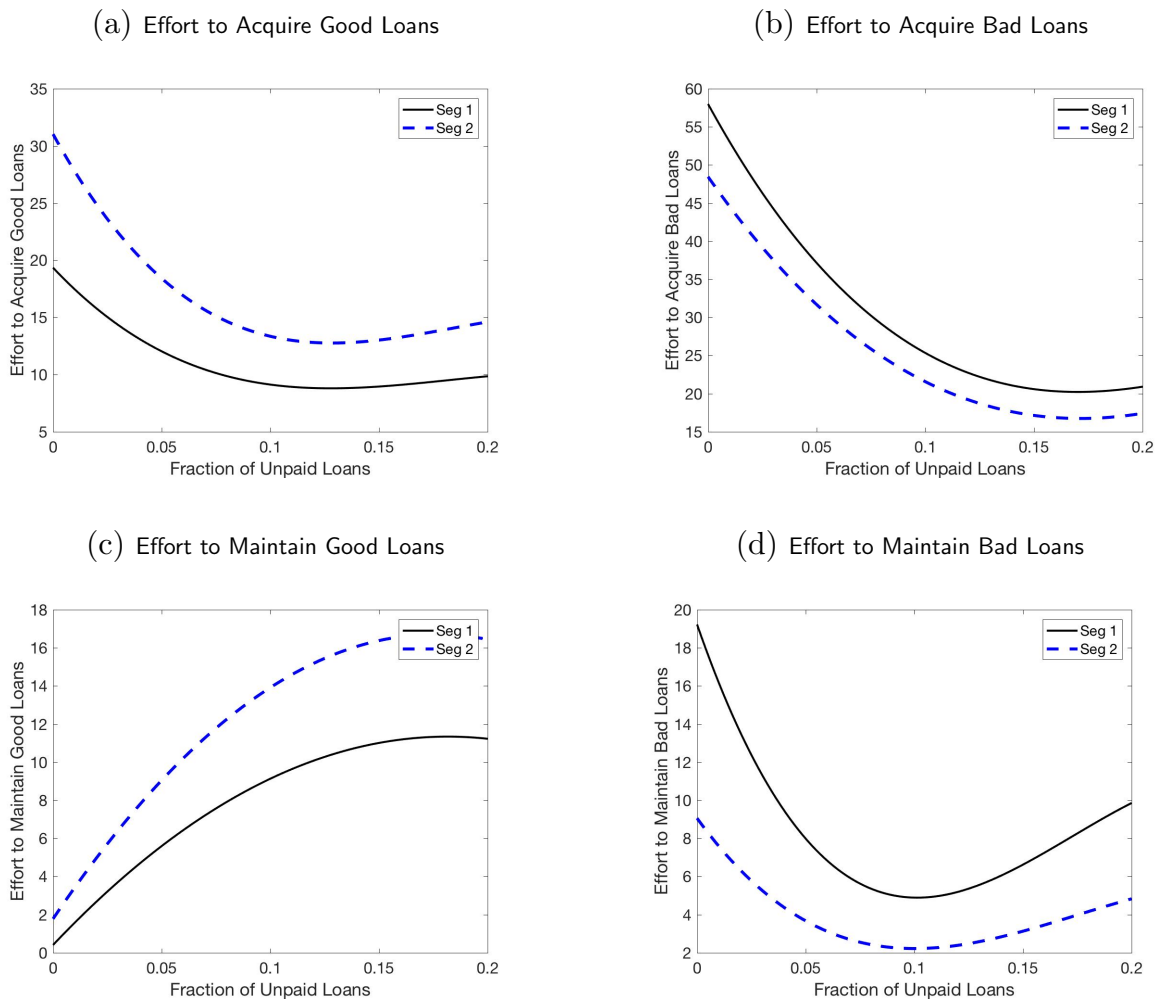 (a) Effort to Acquire Good Loans
35
30
25
20
15
10
5
Effort to Acquire Good Loans
Seg 1
Seg 2
0 0.05 0.1 0.15 0.2
Fraction of Unpaid Loans
(b) Effort to Acquire Bad Loans
60
55
50
45
40
35
30
25
20
15
Effort to Acquire Bad Loans
Seg 1
Seg 2
0 0.05 0.1 0.15 0.2
Fraction of Unpaid Loans
(c) Effort to Maintain Good Loans
18
16
14
12
10
8
6
4
2
0
Effort to Maintain Good Loans
Seg 1
Seg 2
0 0.05 0.1 0.15 0.2
Fraction of Unpaid Loans
(d) Effort to Maintain Bad Loans
20
18
16
14
12
10
8
6
4
2
Effort to Maintain Bad Loans
Seg 1
Seg 2
0 0.05 0.1 0.15 0.2
Fraction of Unpaid Loans